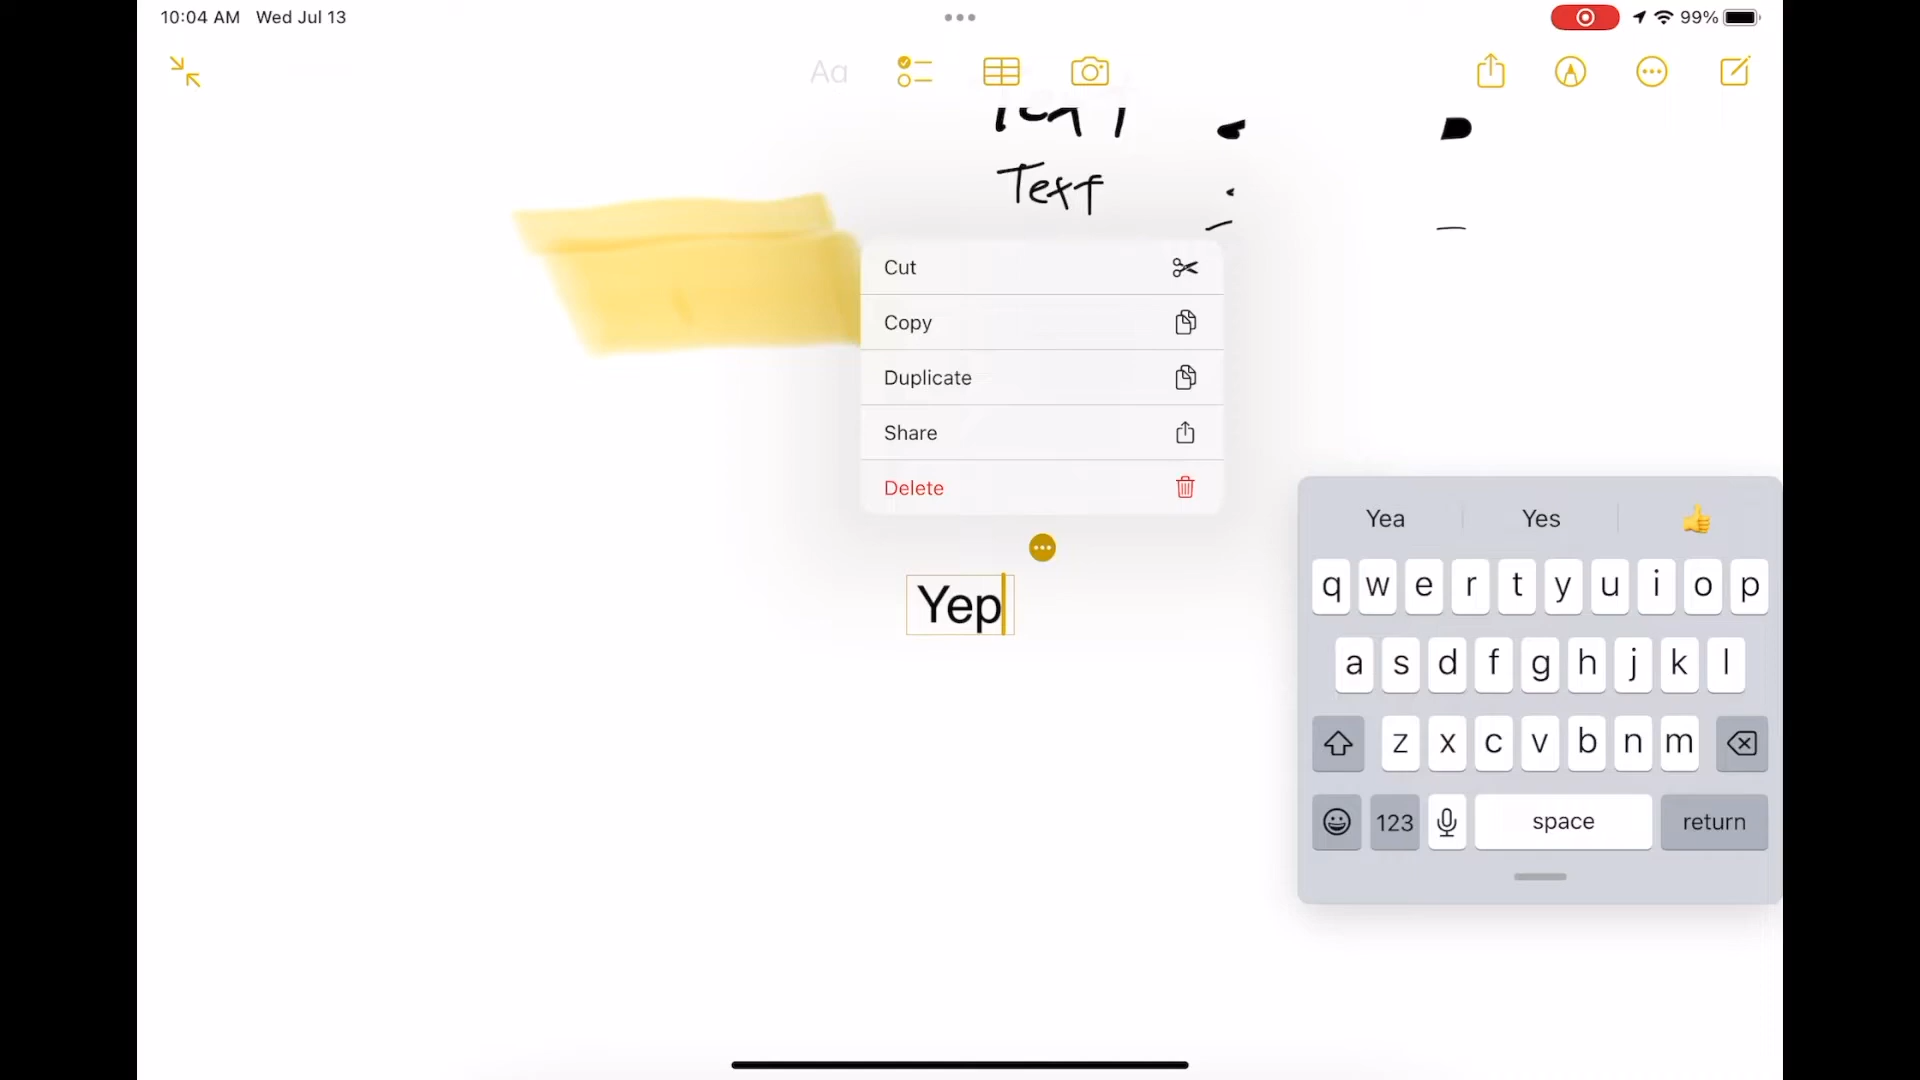 10:04 AM Wed Jul 13
99%
Aa
Text
Cut
Copy
Duplicate
Share
Delete
Yep
Yea Yes 👍
q w e r t y u i o p
a s d f g h j k l
z x c v b n m
123 space return